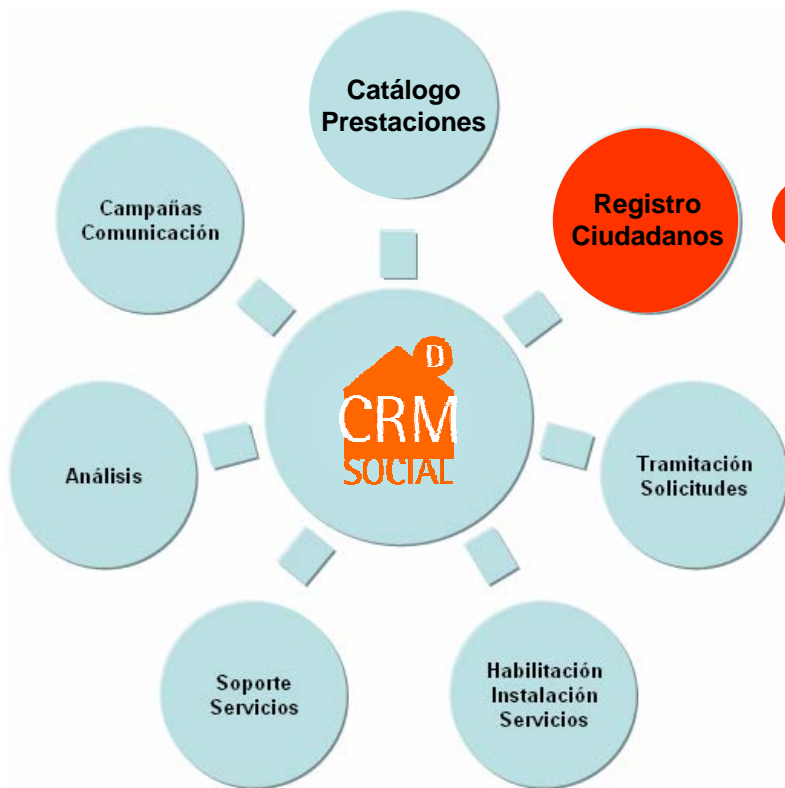 Catálogo
Prestaciones
Registro
Ciudadanos
Campañas
Comunicación
D
CRM
SOCIAL
Análisis
Tramitación
Solicitudes
Soporte
Servicios
Habilitación
Instalación
Servicios